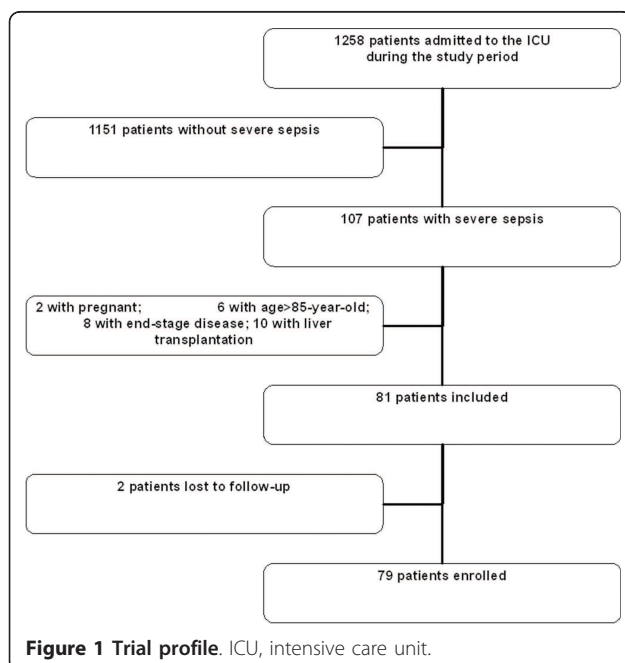 1258 patients admitted to the ICU
during the study period
1151 patients without severe sepsis
107 patients with severe sepsis
2 with pregnant; 6 with age>85-year-old;
8 with end-stage disease; 10 with liver
transplantation
81 patients included
2 patients lost to follow-up
79 patients enrolled
Figure 1 Trial profile. ICU, intensive care unit.